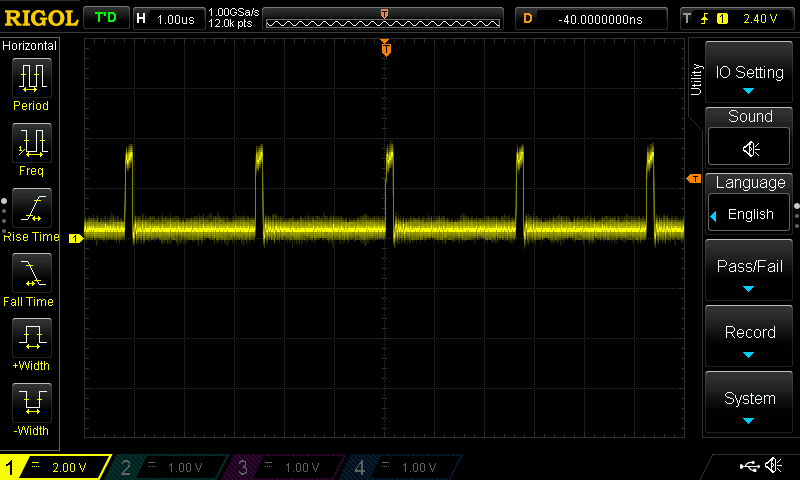 RIGOL T'D H 1.00us 1.00GSa/s 12.0k pts T D -40.0000000ns T 1 2.40 V
Horizontal
Period
Freq
Rise Time
Fall Time
+Width
-Width
T
T
1
Utility
IO Setting
Sound
Language
English
Pass/Fail
Record
System
1 2.00 V 2 1.00 V 3 1.00 V 4 1.00 V